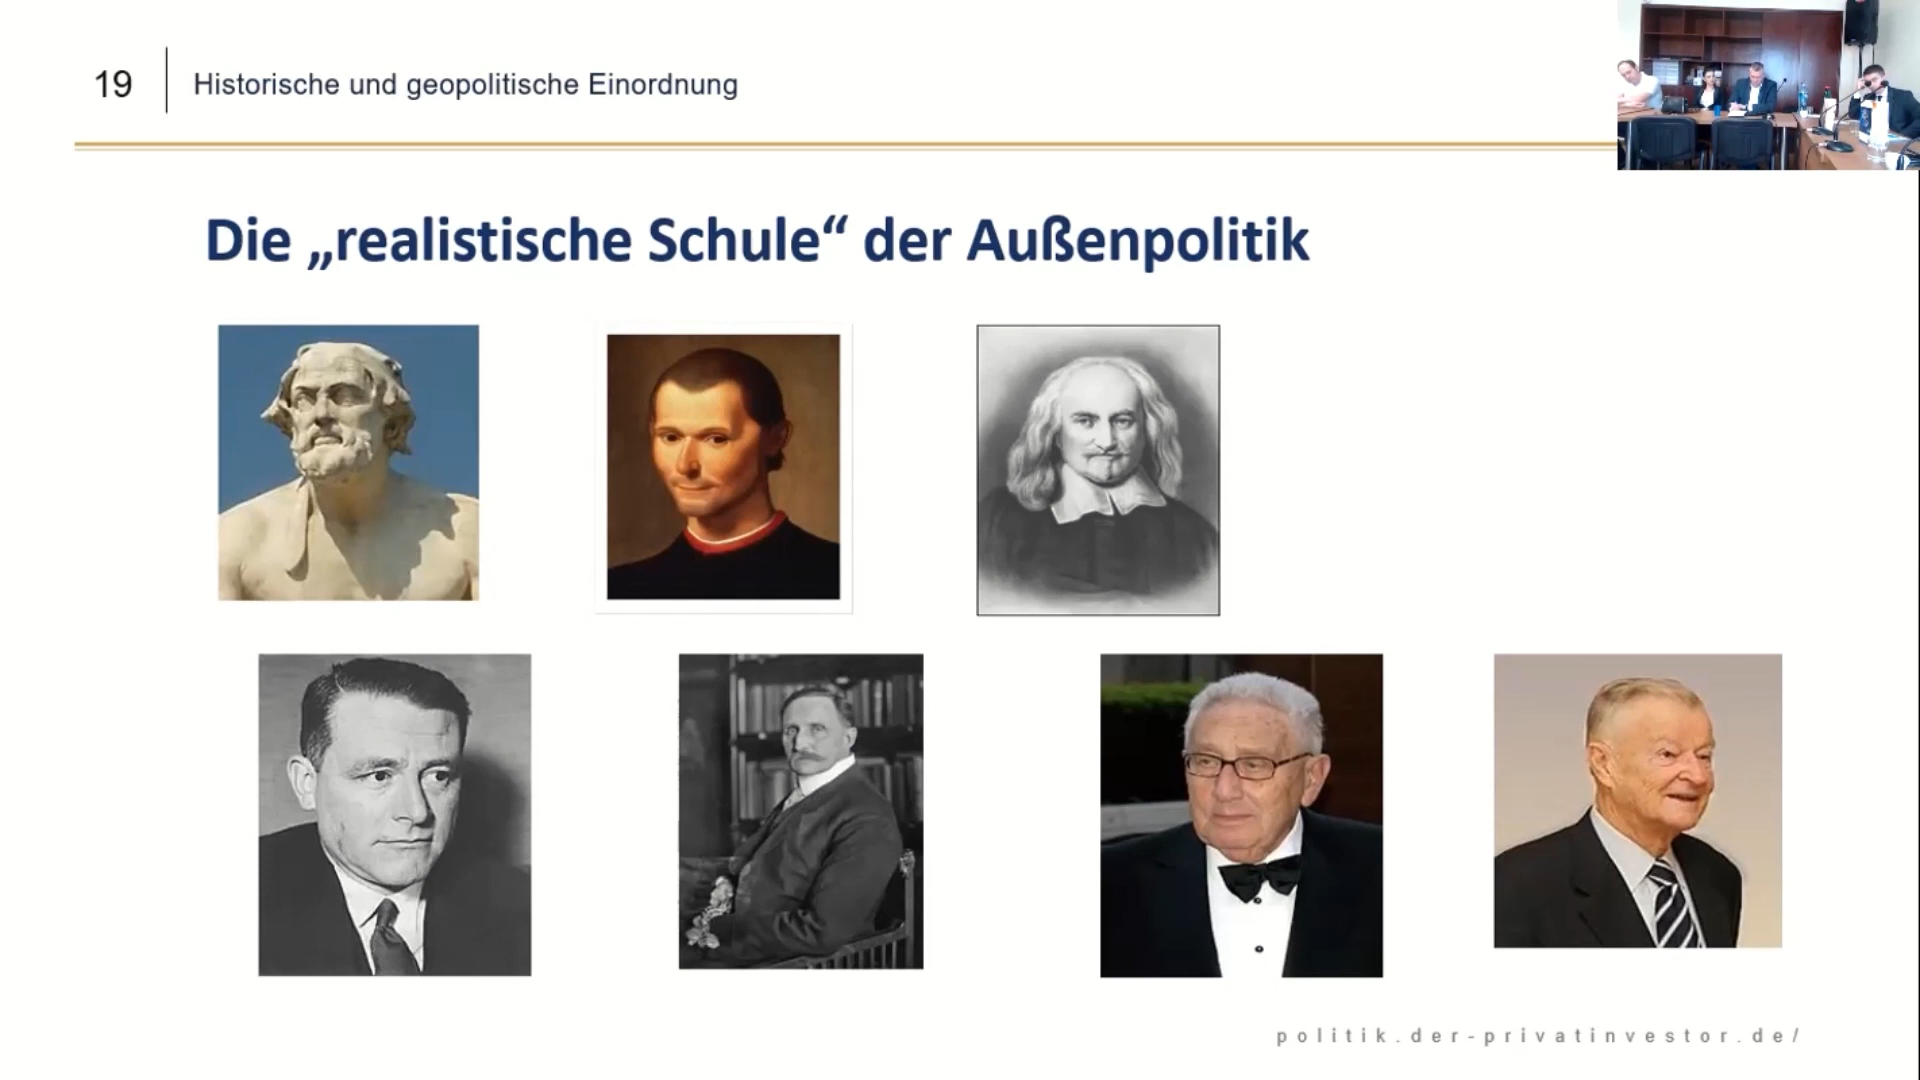 19
Historische und geopolitische Einordnung
Die „realistische Schule“ der Außenpolitik
politik.der-privatinvestor.de/